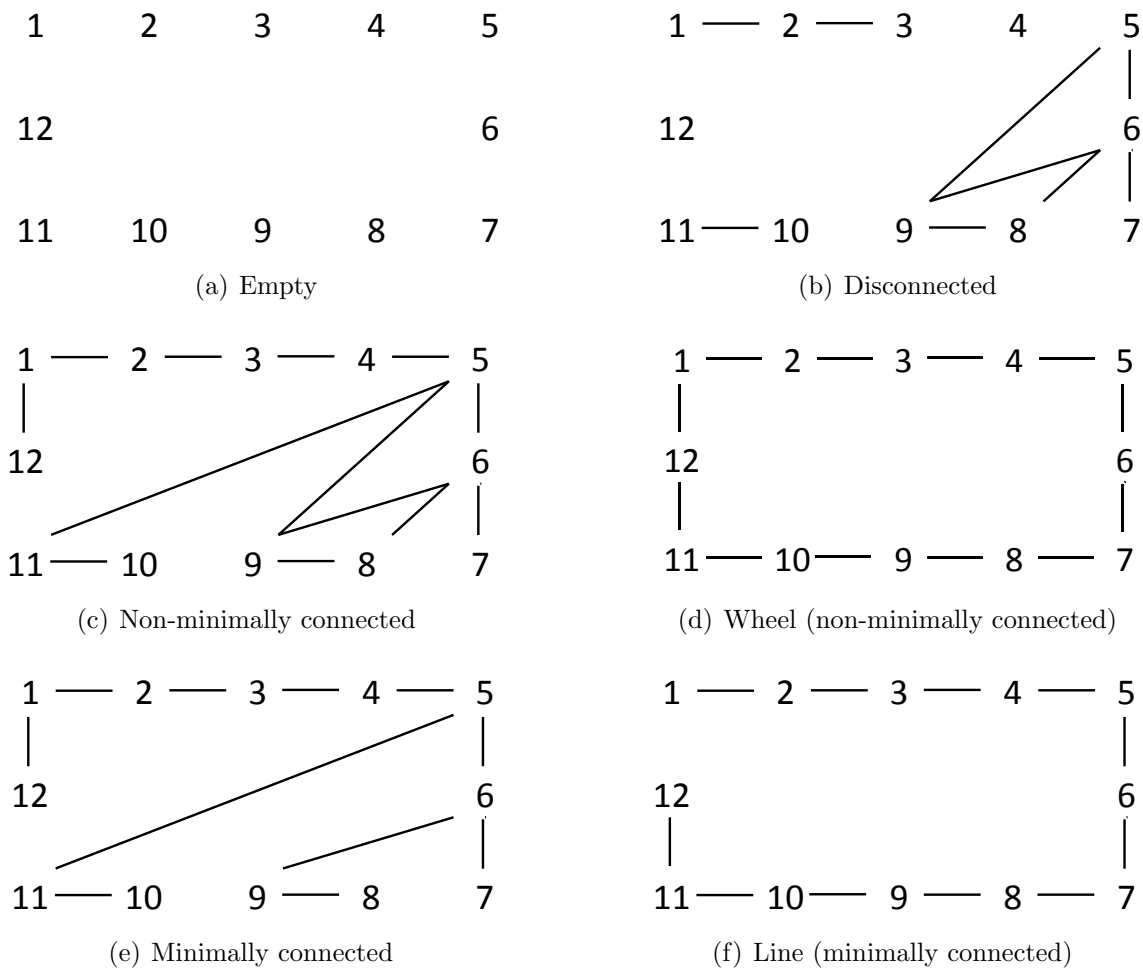 1 2 3 4 5
12 6
11 10 9 8 7
(a) Empty
1 2 3 4 5
12 6
11 10 9 8 7
(b) Disconnected
1 2 3 4 5
12 6
11 10 9 8 7
(c) Non-minimally connected
1 2 3 4 5
12 6
11 10 9 8 7
(d) Wheel (non-minimally connected)
1 2 3 4 5
12 6
11 10 9 8 7
(e) Minimally connected
1 2 3 4 5
12 6
11 10 9 8 7
(f) Line (minimally connected)